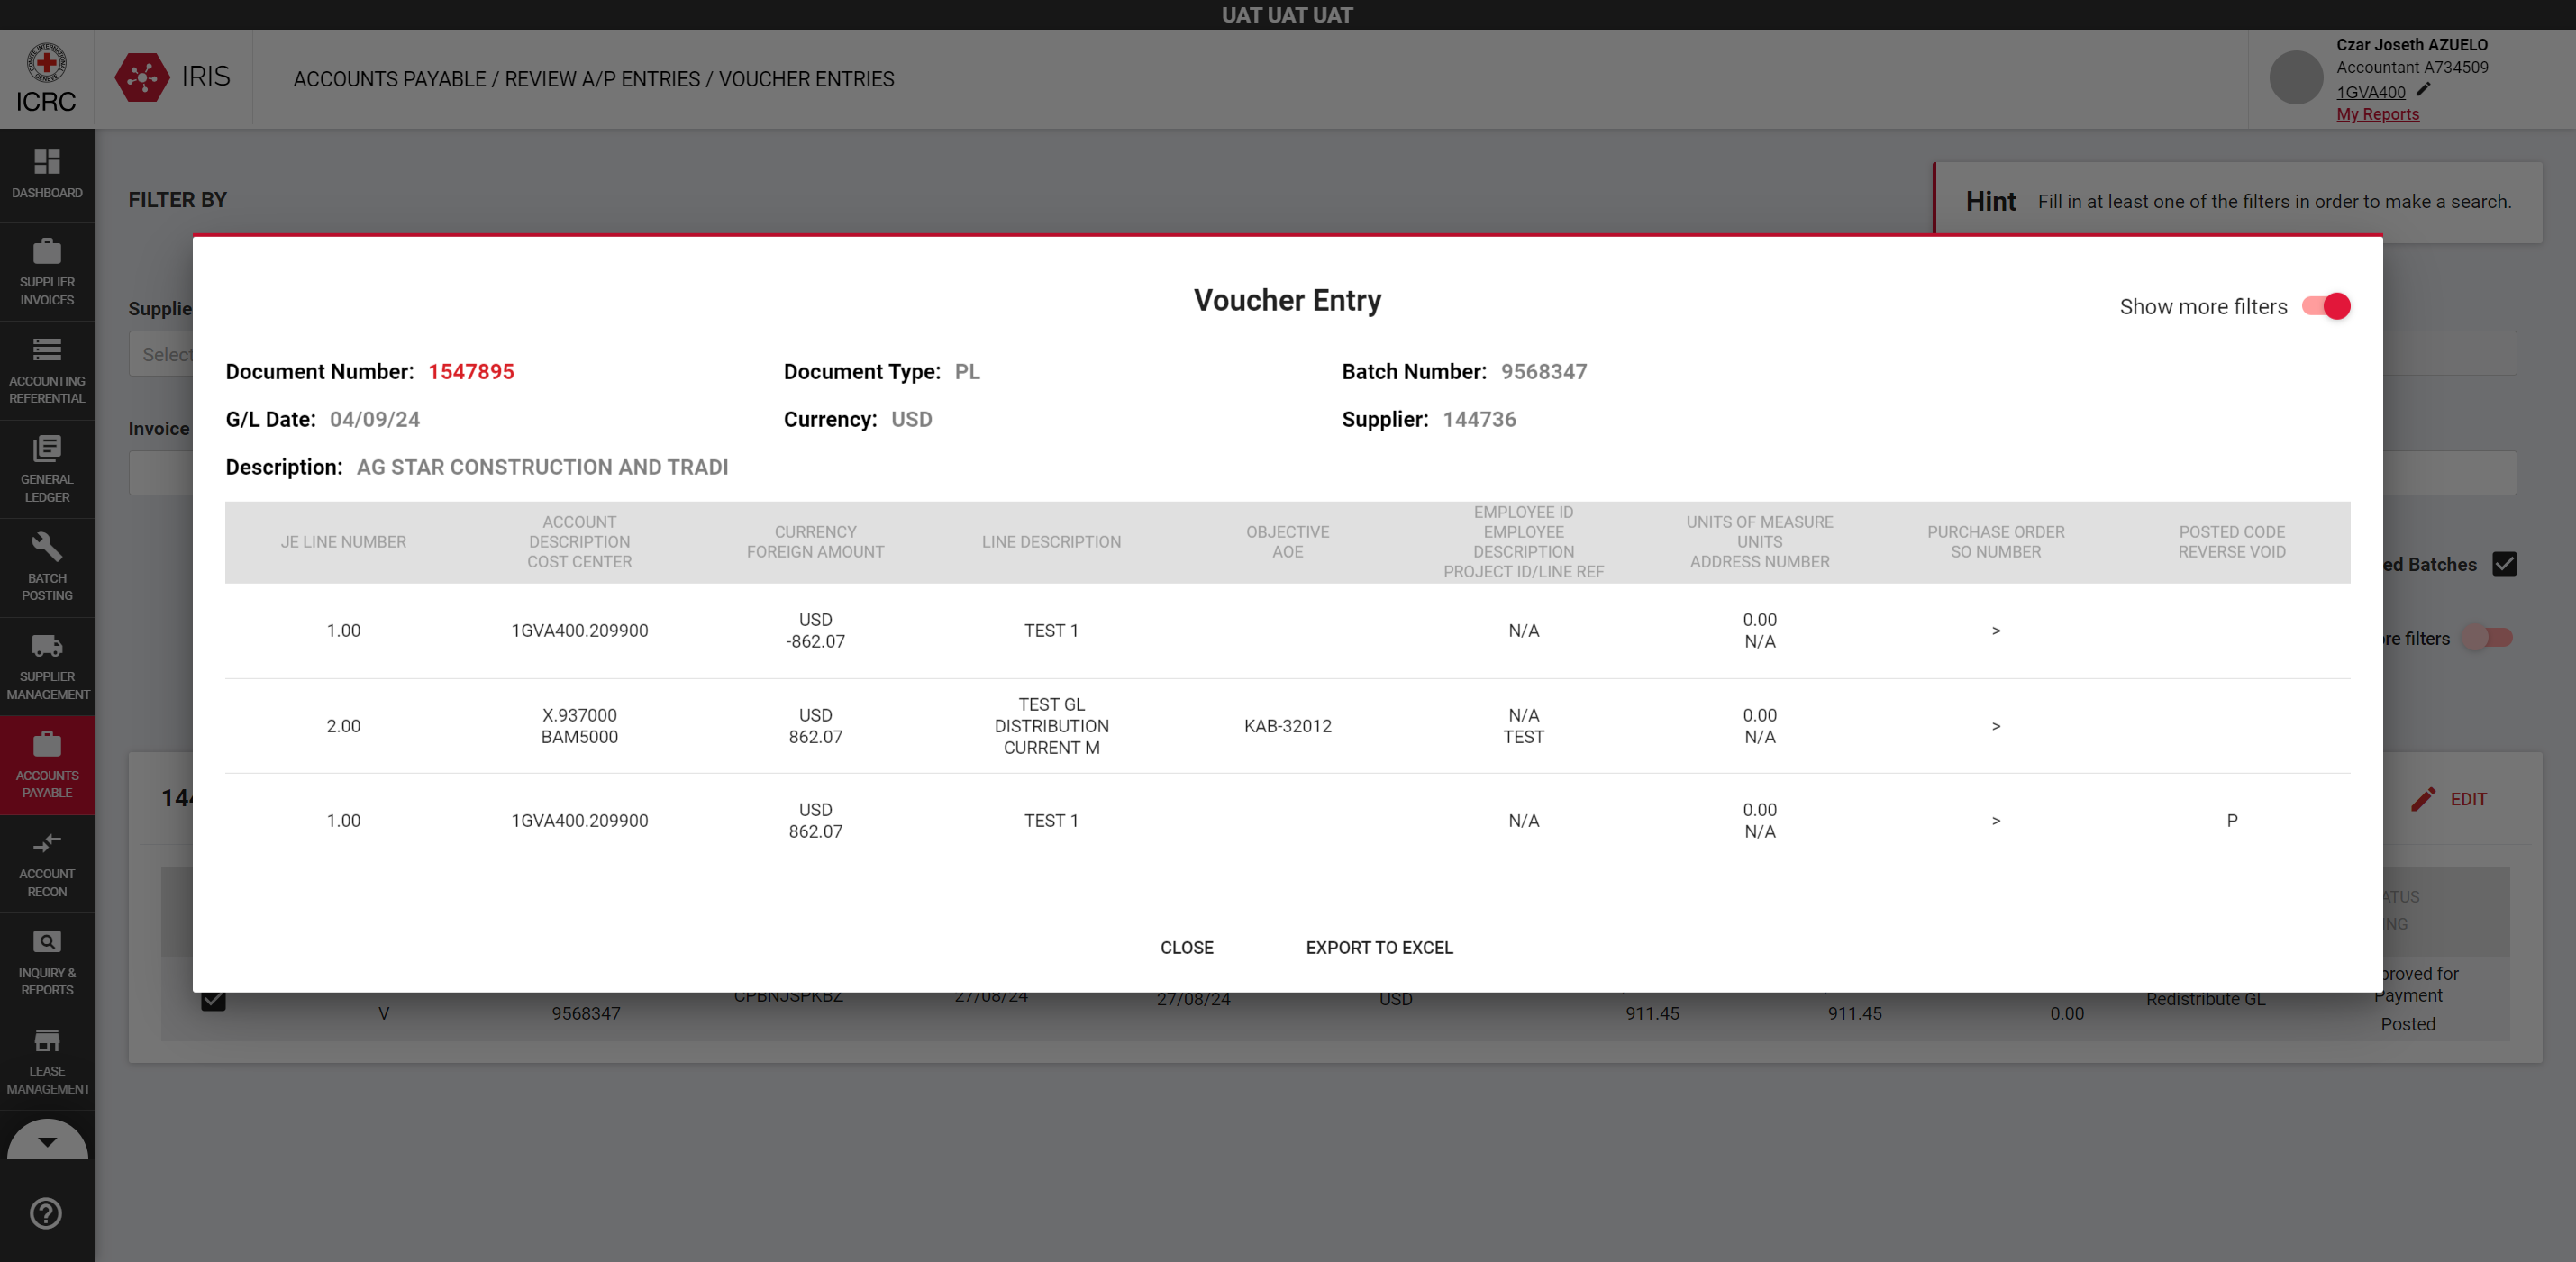 UAT UAT UAT
ICRC
IRIS
ACCOUNTS PAYABLE / REVIEW A/P ENTRIES / VOUCHER ENTRIES
Czar Joseth AZUELO
Accountant A734509
1GVA400
My Reports
DASHBOARD
SUPPLIER
INVOICES
ACCOUNTING
REFERENTIAL
GENERAL
LEDGER
BATCH
POSTING
SUPPLIER
MANAGEMENT
ACCOUNTS
PAYABLE
ACCOUNT
RECON
INQUIRY &
REPORTS
LEASE
MANAGEMENT
FILTER BY
Hint Fill in at least one of the filters in order to make a search.
Supplie
Select
Invoice
ed Batches
re filters
Voucher Entry
Show more filters
Document Number: 1547895 Document Type: PL Batch Number: 9568347
G/L Date: 04/09/24 Currency: USD Supplier: 144736
Description: AG STAR CONSTRUCTION AND TRADI
JE LINE NUMBER
ACCOUNT
DESCRIPTION
COST CENTER
CURRENCY
FOREIGN AMOUNT
LINE DESCRIPTION
OBJECTIVE
AOE
EMPLOYEE ID
EMPLOYEE
DESCRIPTION
PROJECT ID/LINE REF
UNITS OF MEASURE
UNITS
ADDRESS NUMBER
PURCHASE ORDER
SO NUMBER
POSTED CODE
REVERSE VOID
1.00
1GVA400.209900
USD
-862.07
TEST 1
N/A
0.00
N/A
>
2.00
X.937000
BAM5000
USD
862.07
TEST GL
DISTRIBUTION
CURRENT M
KAB-32012
N/A
TEST
0.00
N/A
>
1.00
1GVA400.209900
USD
862.07
TEST 1
N/A
0.00
N/A
>
P
CLOSE EXPORT TO EXCEL
144
EDIT
ATUS
ING
V
9568347
CPBNJSPKBZ
27/08/24
27/08/24
USD
911.45
911.45
0.00
Redistribute GL
proved for
Payment
Posted